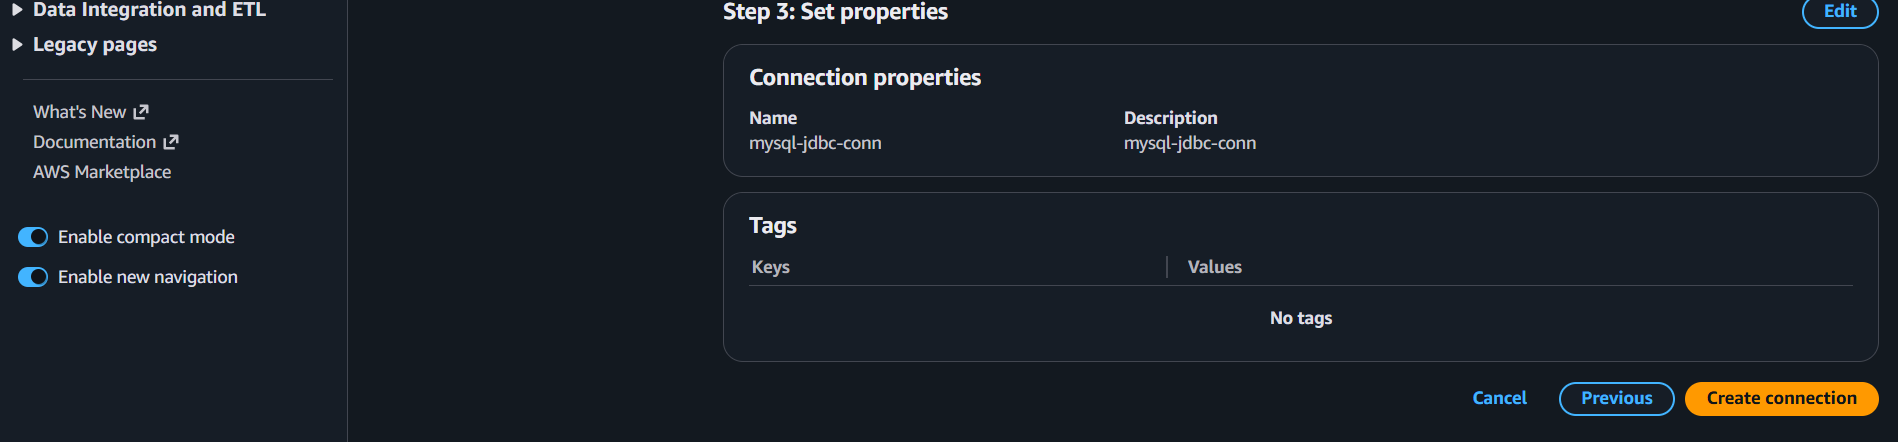 Data Integration and ETL
Legacy pages
What's New
Documentation
AWS Marketplace
Enable compact mode
Enable new navigation
Step 3: Set properties
Edit
Connection properties
Name
Description
mysql-jdbc-conn
mysql-jdbc-conn
Tags
Keys
Values
No tags
Cancel
Previous
Create connection